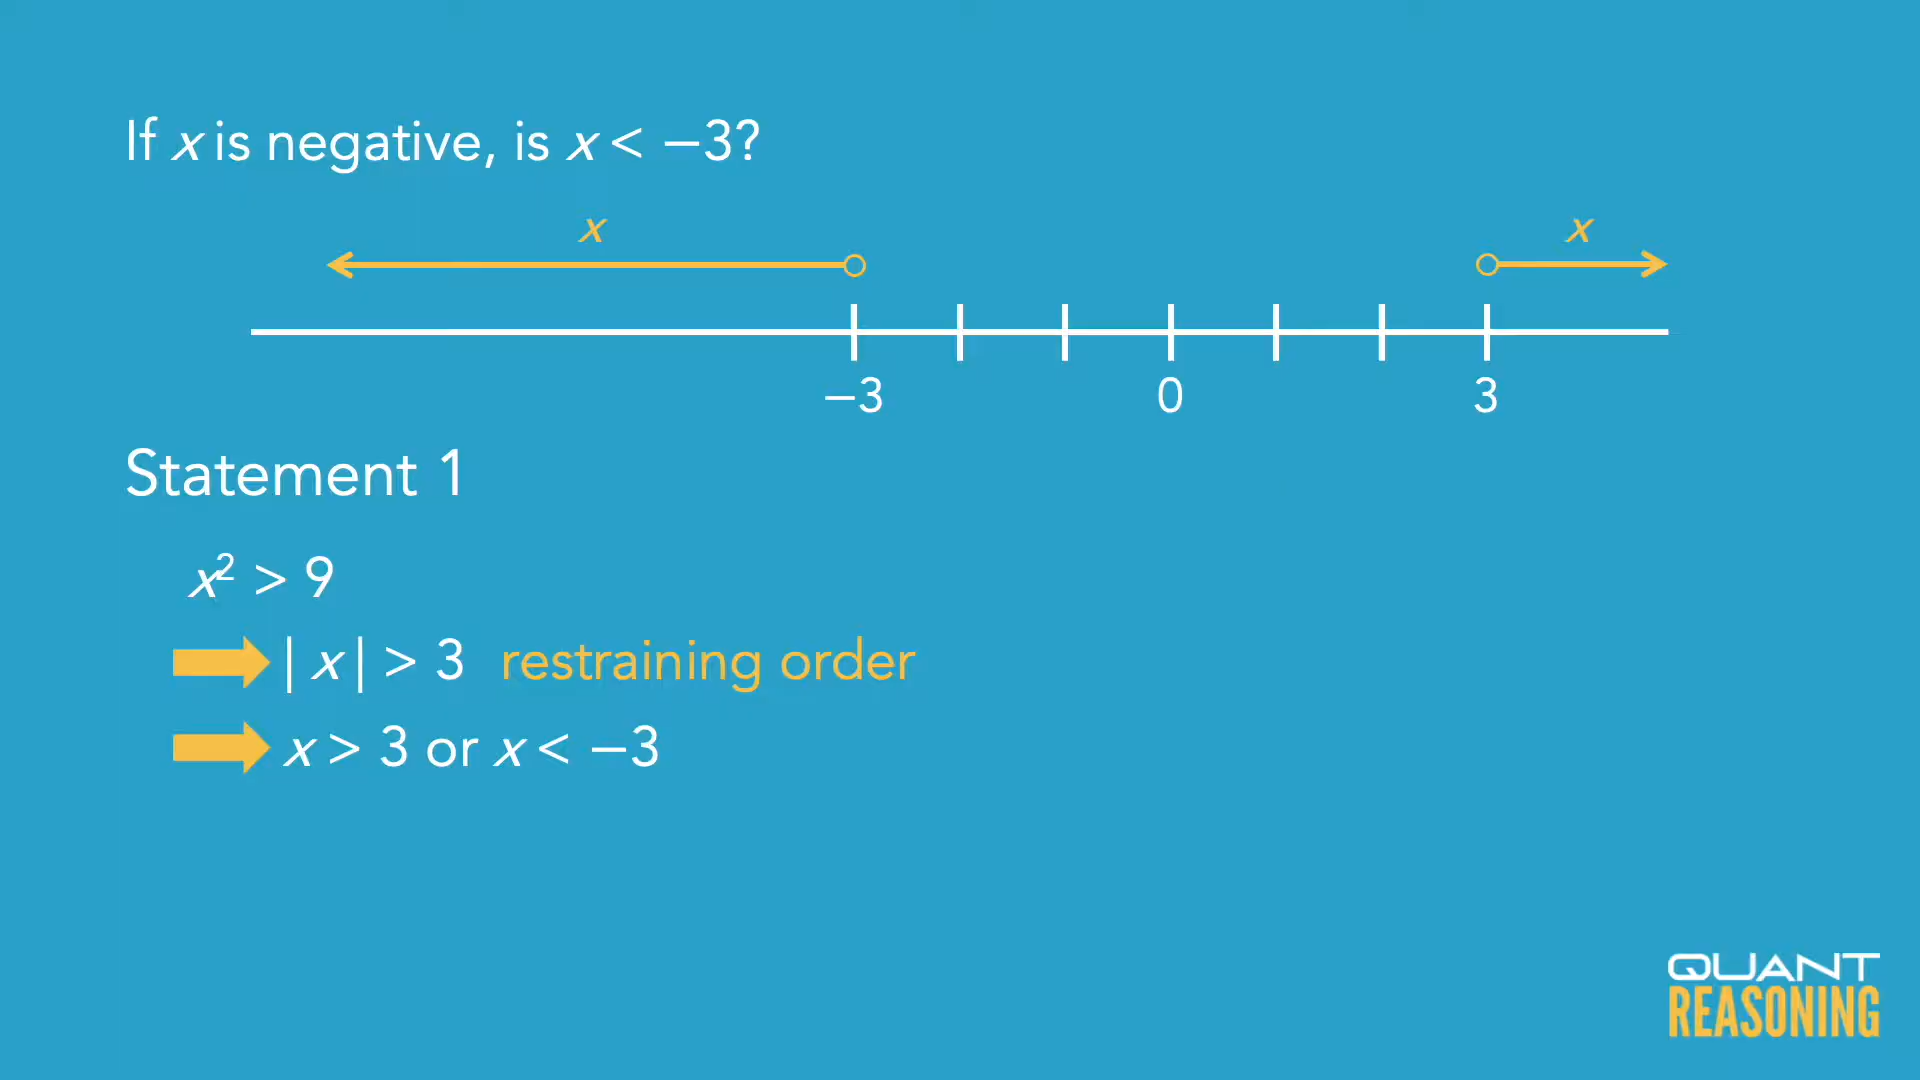 If x is negative, is x < −3?
x x
−3 0 3
Statement 1
x² > 9
| x | > 3 restraining order
x > 3 or x < −3
QUANT
REASONING